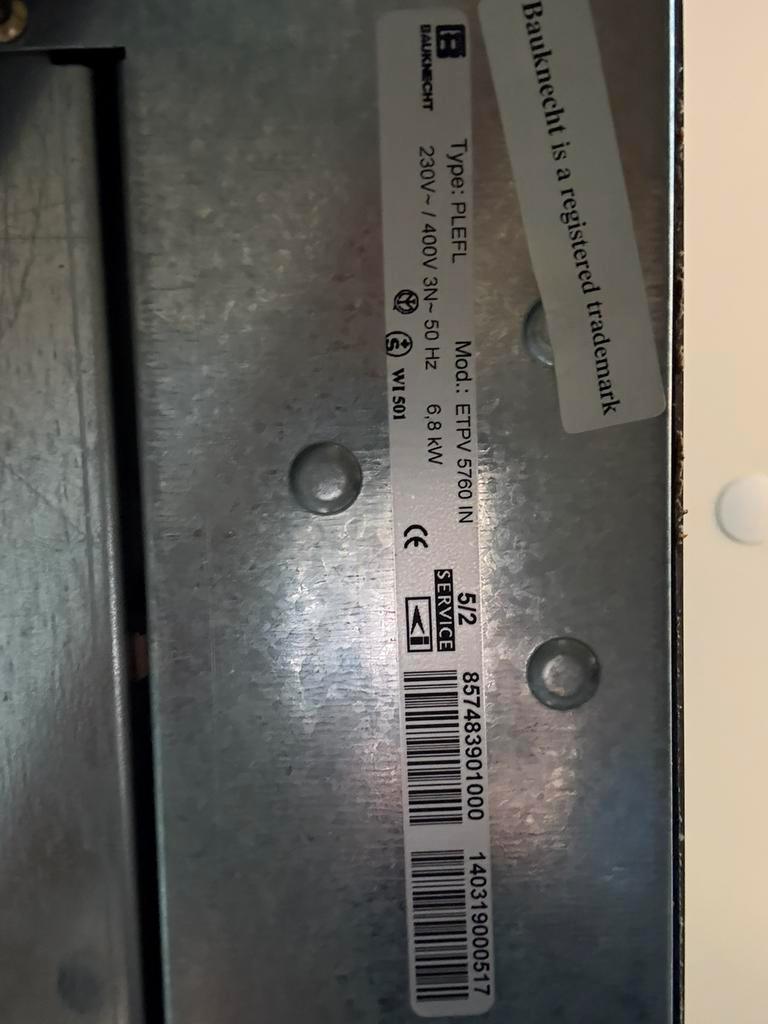 BAUKNECHT
Type: PLEFL Mod.: ETPV 5760 IN
230V~ / 400V 3N~ 50 Hz 6,8 kW
WI 501
CE
5/2
SERVICE
857483901000
140319000517
Bauknecht is a registered trademark